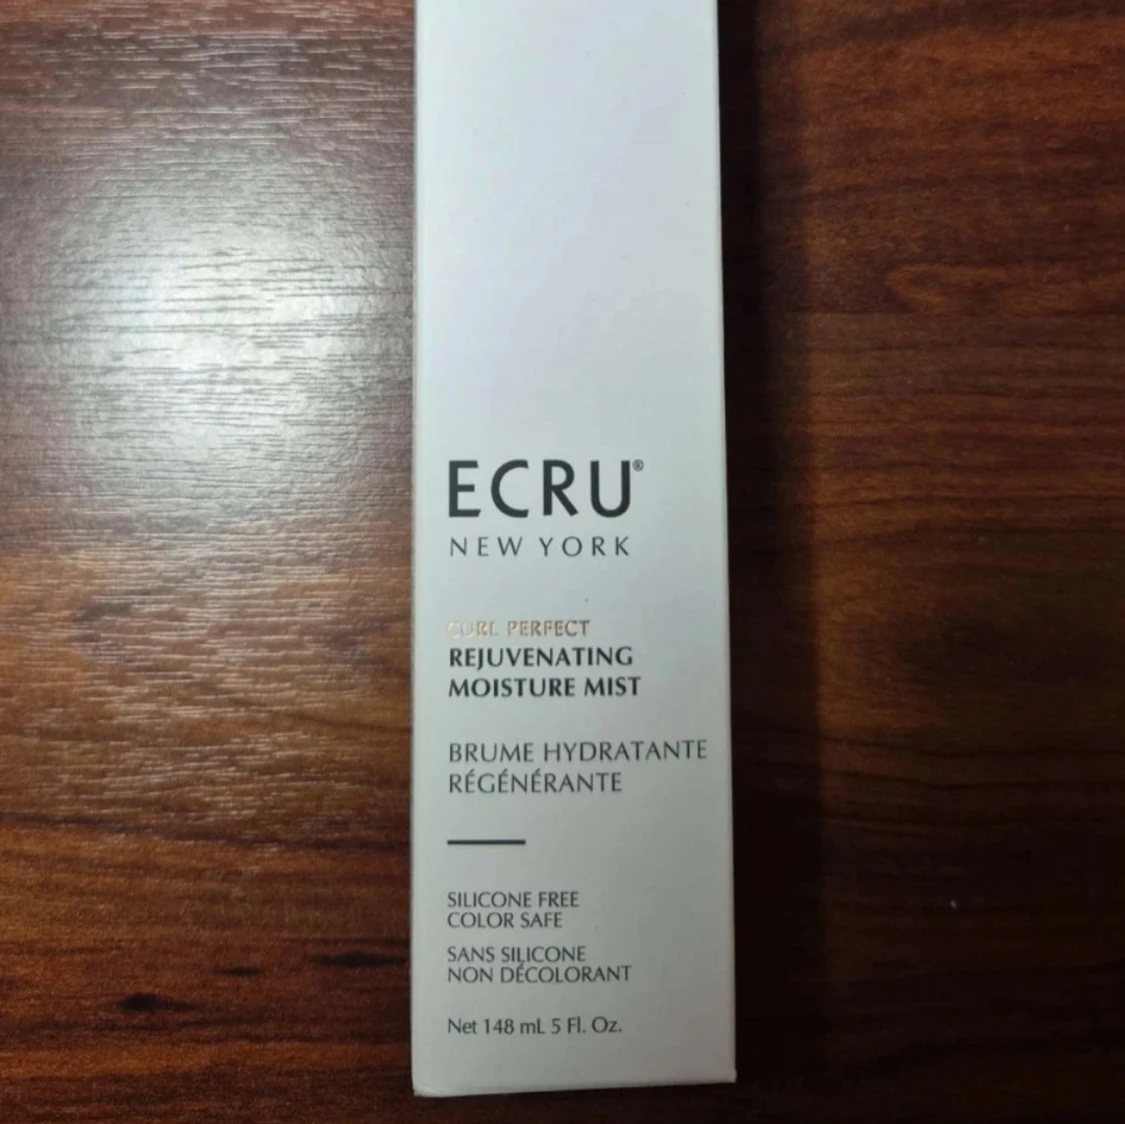 ECRU®
NEW YORK
CURL PERFECT
REJUVENATING
MOISTURE MIST
BRUME HYDRATANTE
RÉGÉNÉRANTE
SILICONE FREE
COLOR SAFE
SANS SILICONE
NON DÉCOLORANT
Net 148 mL 5 Fl. Oz.